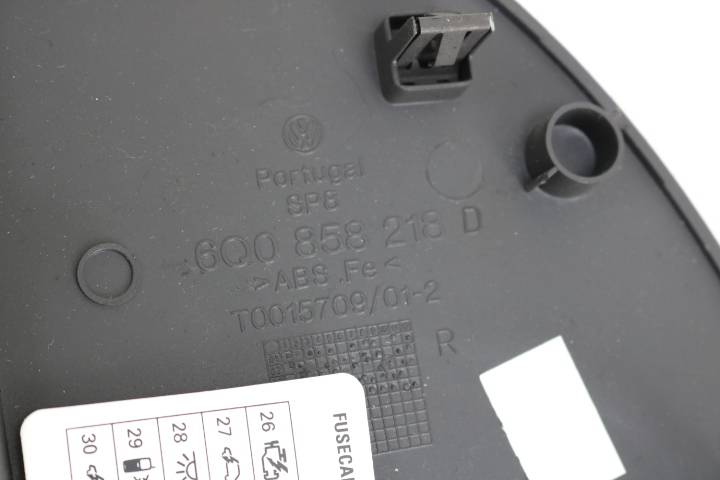 Portugal
SP8
6Q0 858 218 D
>ABS.Fe<
T0015709/01-2
R
FUSECA
26
27
28
29
30